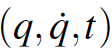 (q, q̇, t)